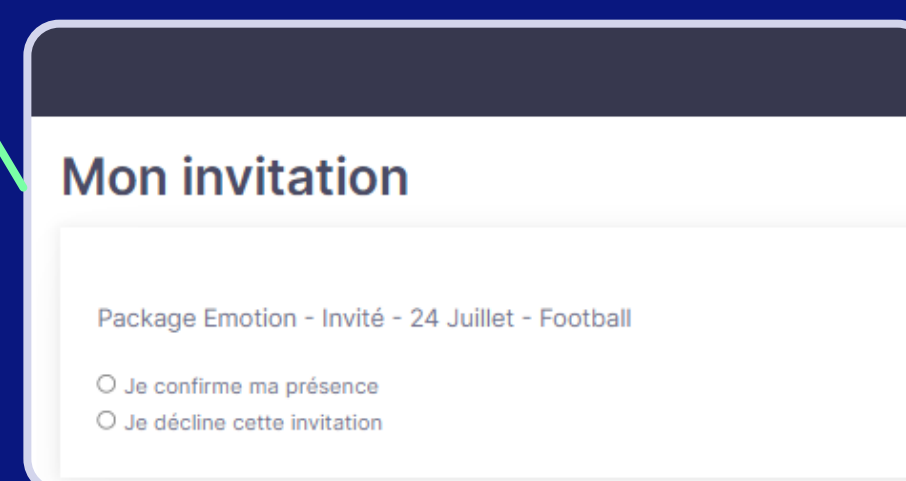 Mon invitation
Package Emotion - Invité - 24 Juillet - Football
Je confirme ma présence
Je décline cette invitation